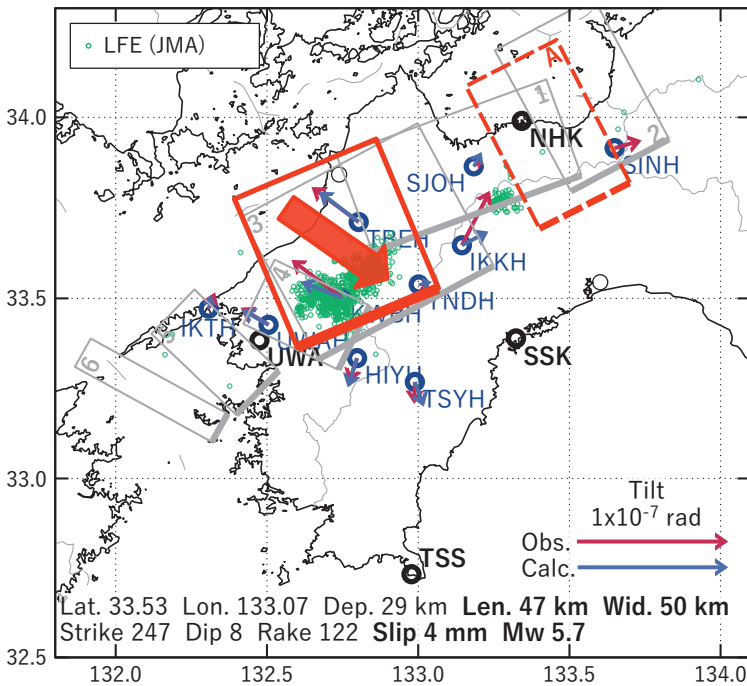 LFE (JMA)
A
1
2
NHK
SINH
SJOH
3
TBEH
IKKH
4
TNDH
KWBH
IKTH
UWAH
UWA
5
6
SSK
HIYH
TSYH
Tilt
1x10-7 rad
Obs.
Calc.
TSS
Lat. 33.53 Lon. 133.07 Dep. 29 km Len. 47 km Wid. 50 km
Strike 247 Dip 8 Rake 122 Slip 4 mm Mw 5.7
34.0
33.5
33.0
32.5
132.0 132.5 133.0 133.5 134.0